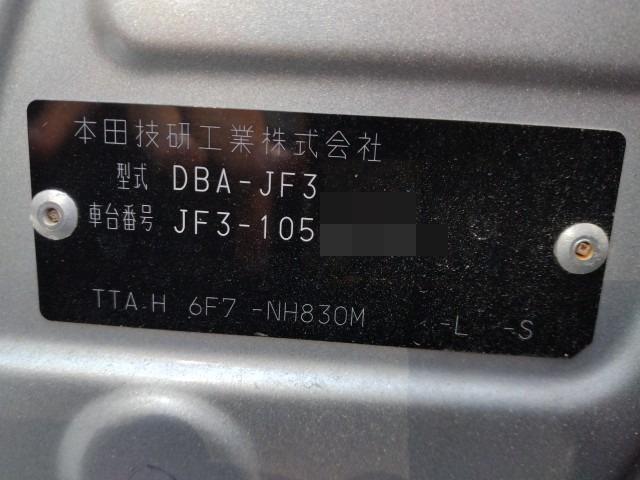 本田技研工業株式会社
型式 DBA-JF3
車台番号 JF3-105
TTA.H 6F7 -NH830M -L -S